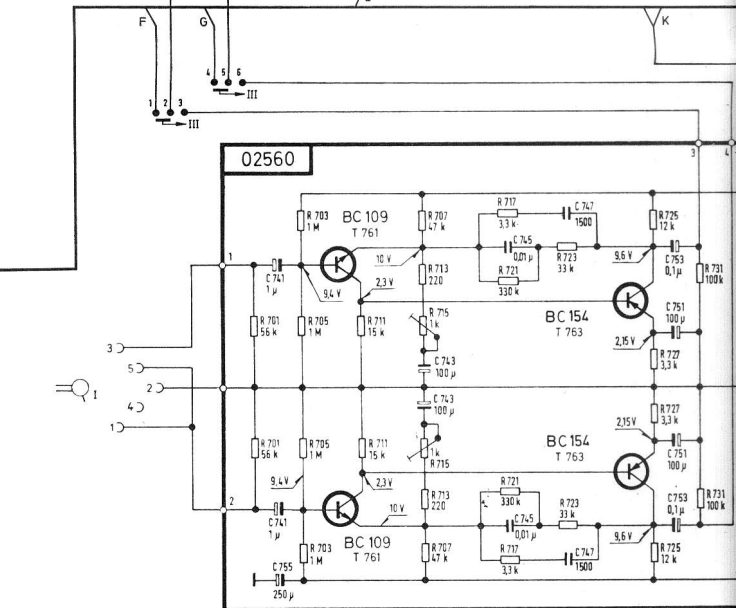 F G K
4 5 6
III
1 2 3
III
3 4
02560
R 703 1 M
BC 109
T 761
R 707 47 k
R 717 3,3 k
C 747 1500
R 725 12 k
1
C 741 1 µ
9,4 V
2,3 V
10 V
C 745 0,01 µ
R 723 33 k
R 721 330 k
9,6 V
C 753 0,1 µ
R 731 100 k
R 713 220
R 701 56 k
R 705 1 M
R 711 15 k
R 715 1 k
BC 154
T 763
C 751 100 µ
2,15 V
R 727 3,3 k
C 743 100 µ
3
5
2
4
1
I
C 743 100 µ
R 727 3,3 k
2,15 V
R 701 56 k
R 705 1 M
R 711 15 k
1 k
R 715
BC 154
T 763
C 751 100 µ
9,4 V
2,3 V
R 713 220
R 721 330 k
R 723 33 k
C 753 0,1 µ
R 731 100 k
2
C 741 1 µ
10 V
C 745 0,01 µ
9,6 V
BC 109
T 761
R 703 1 M
R 707 47 k
R 717 3,3 k
C 747 1500
R 725 12 k
C 755 250 µ